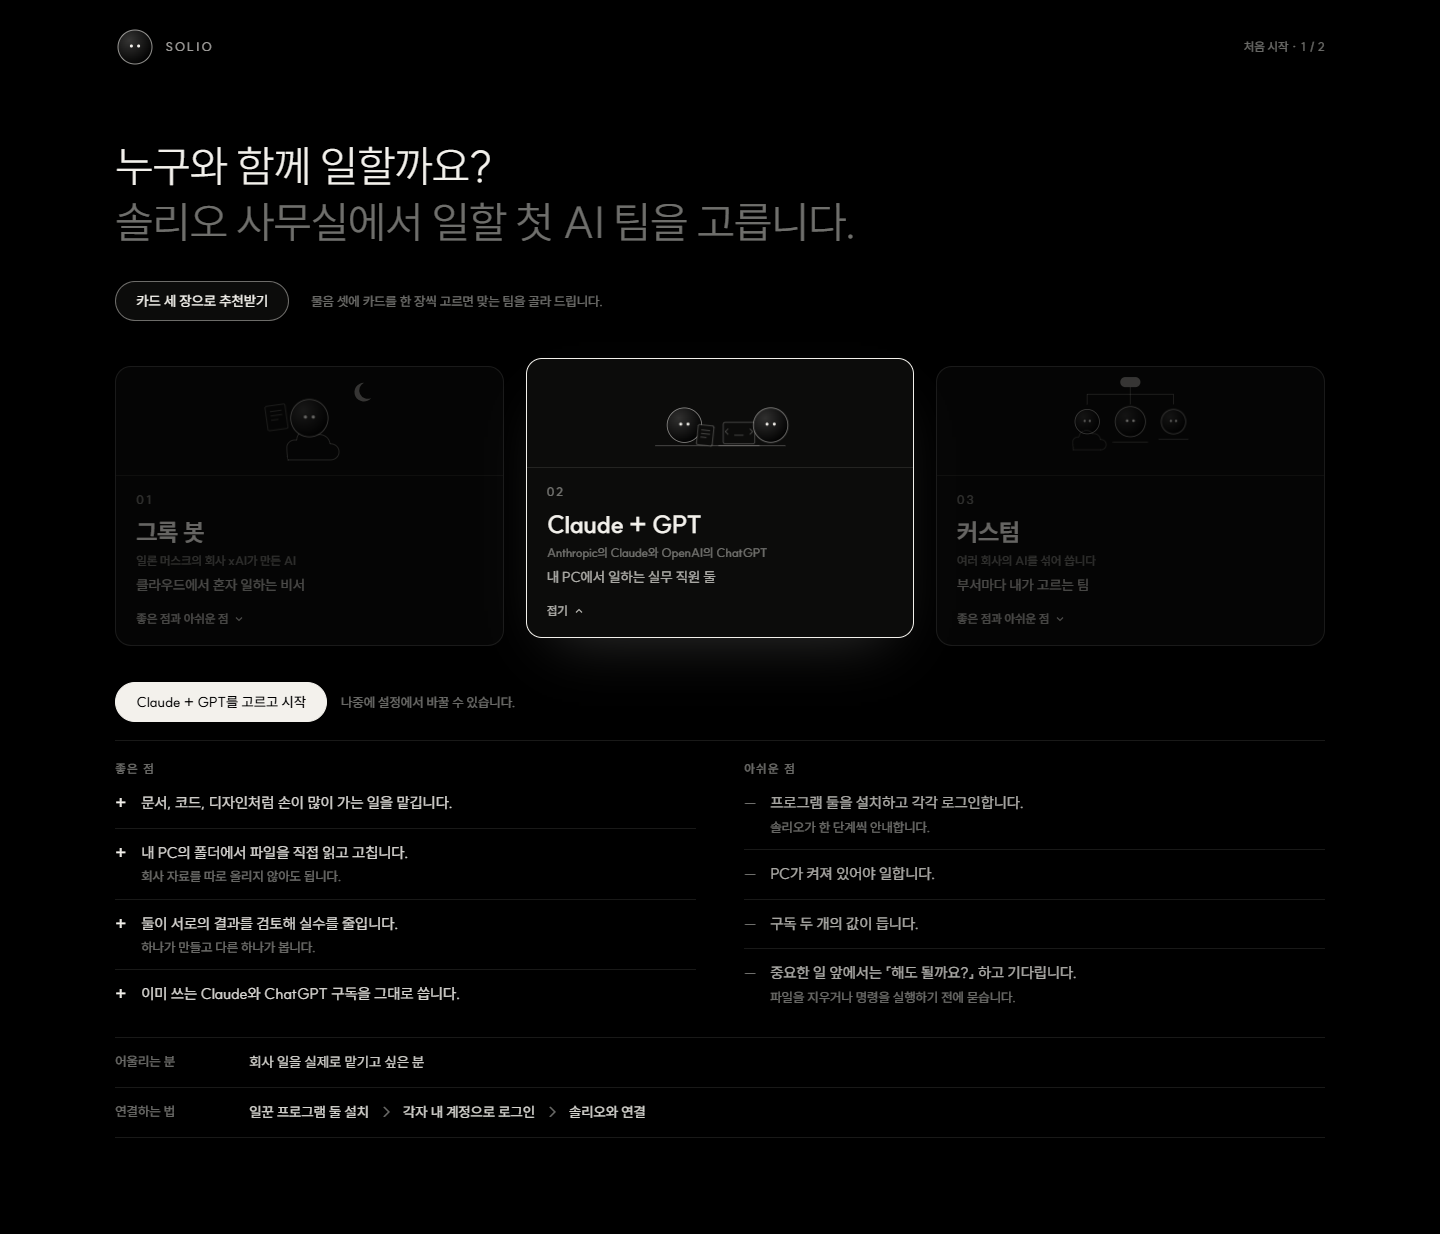 SOLIO
처음 시작 · 1 / 2
누구와 함께 일할까요?
솔리오 사무실에서 일할 첫 AI 팀을 고릅니다.
카드 세 장으로 추천받기
물음 셋에 카드를 한 장씩 고르면 맞는 팀을 골라 드립니다.
01
그록 봇
일론 머스크의 회사 xAI가 만든 AI
클라우드에서 혼자 일하는 비서
좋은 점과 아쉬운 점
02
Claude + GPT
Anthropic의 Claude와 OpenAI의 ChatGPT
내 PC에서 일하는 실무 직원 둘
접기
03
커스텀
여러 회사의 AI를 섞어 씁니다
부서마다 내가 고르는 팀
좋은 점과 아쉬운 점
Claude + GPT를 고르고 시작
나중에 설정에서 바꿀 수 있습니다.
좋은 점
+ 문서, 코드, 디자인처럼 손이 많이 가는 일을 맡깁니다.
+ 내 PC의 폴더에서 파일을 직접 읽고 고칩니다.
회사 자료를 따로 올리지 않아도 됩니다.
+ 둘이 서로의 결과를 검토해 실수를 줄입니다.
하나가 만들고 다른 하나가 봅니다.
+ 이미 쓰는 Claude와 ChatGPT 구독을 그대로 씁니다.
아쉬운 점
— 프로그램 둘을 설치하고 각각 로그인합니다.
솔리오가 한 단계씩 안내합니다.
— PC가 켜져 있어야 일합니다.
— 구독 두 개의 값이 듭니다.
— 중요한 일 앞에서는 「해도 될까요?」 하고 기다립니다.
파일을 지우거나 명령을 실행하기 전에 묻습니다.
어울리는 분
회사 일을 실제로 맡기고 싶은 분
연결하는 법
일꾼 프로그램 둘 설치 > 각자 내 계정으로 로그인 > 솔리오와 연결